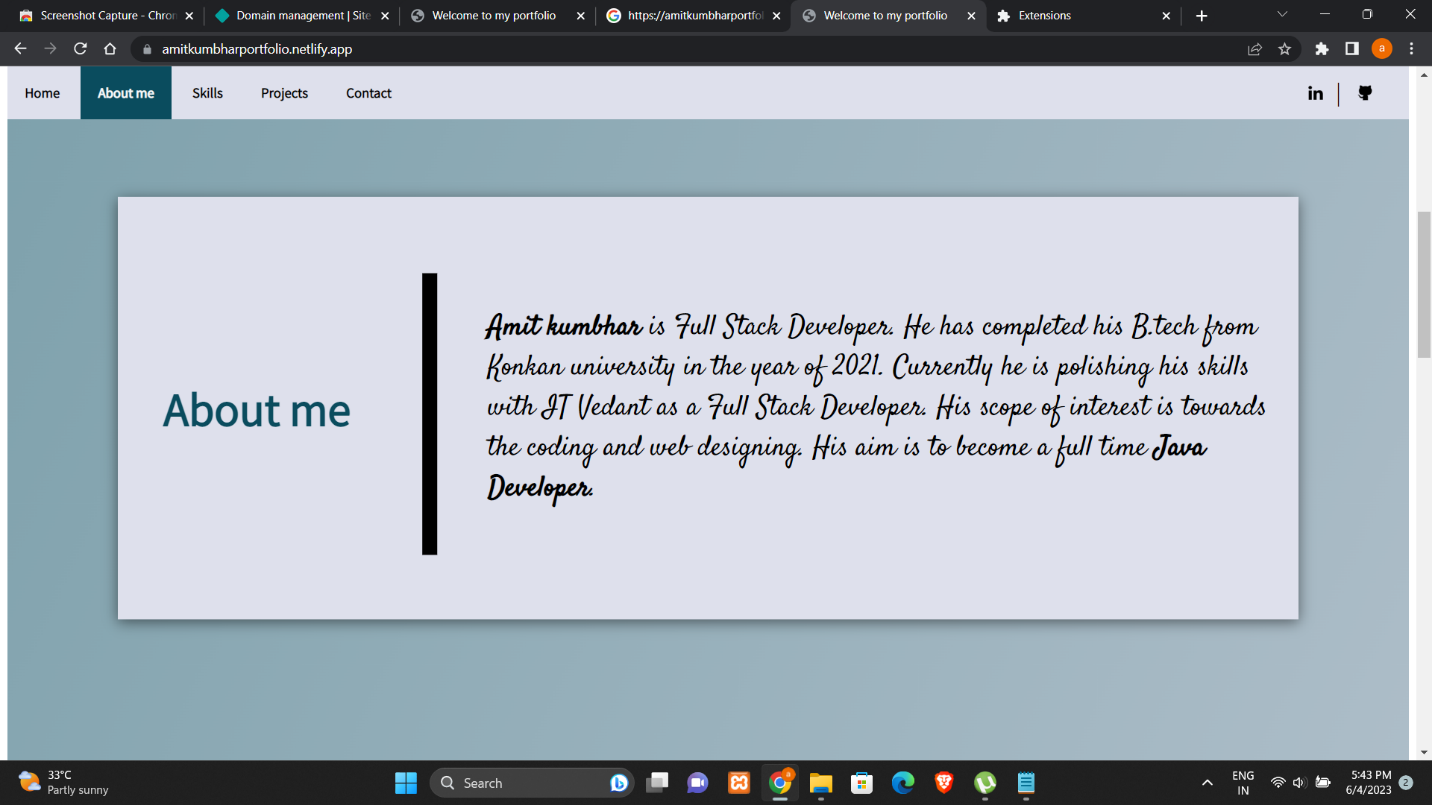 Screenshot Capture - Chron
Domain management | Site
Welcome to my portfolio
https://amitkumbharportfol
Welcome to my portfolio
Extensions
amitkumbharportfolio.netlify.app
a
Home
About me
Skills
Projects
Contact
in
About me
Amit kumbhar is Full Stack Developer. He has completed his B.tech from
Konkan university in the year of 2021. Currently he is polishing his skills
with IT Vedant as a Full Stack Developer. His scope of interest is towards
the coding and web designing. His aim is to become a full time Java
Developer.
33°C
Partly sunny
Search
a
ENG
IN
5:43 PM
6/4/2023
2